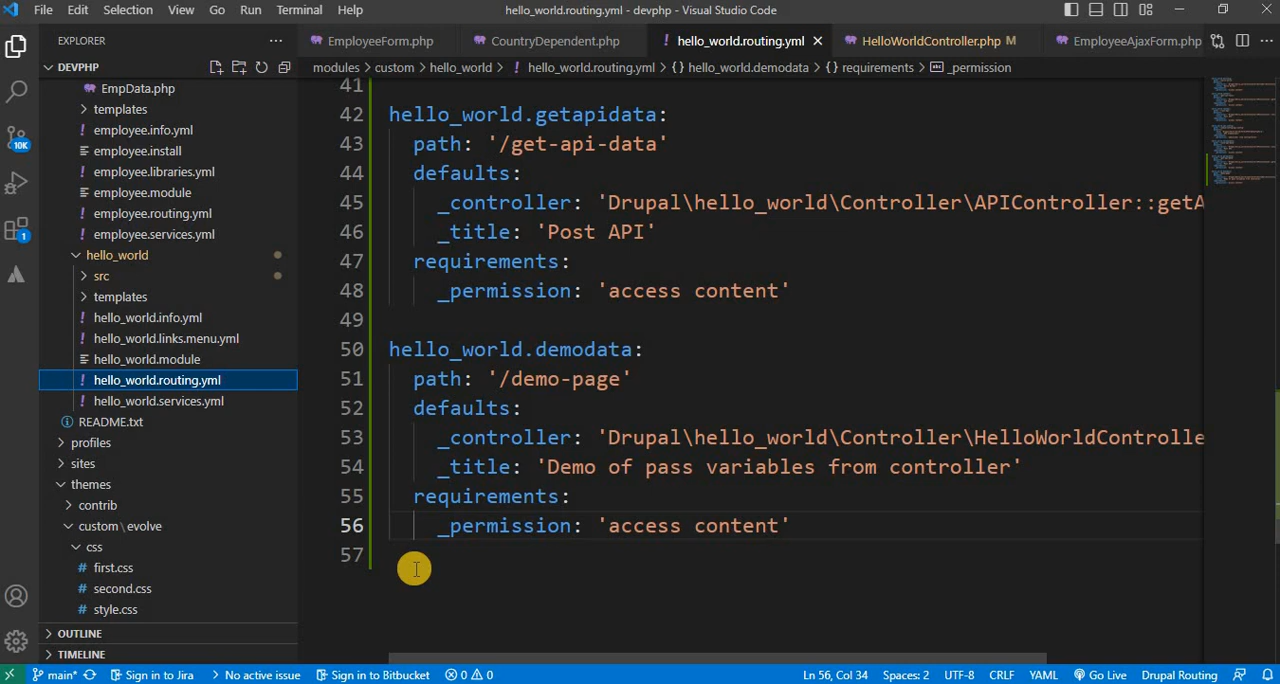 File Edit Selection View Go Run Terminal Help
hello_world.routing.yml - devphp - Visual Studio Code
EXPLORER
EmployeeForm.php
CountryDependent.php
hello_world.routing.yml
HelloWorldController.php M
EmployeeAjaxForm.php
DEVPHP
modules > custom > hello_world > ! hello_world.routing.yml > {} hello_world.demodata > {} requirements > _permission
EmpData.php
templates
employee.info.yml
employee.install
employee.libraries.yml
employee.module
employee.routing.yml
employee.services.yml
hello_world
src
templates
hello_world.info.yml
hello_world.links.menu.yml
hello_world.module
hello_world.routing.yml
hello_world.services.yml
README.txt
profiles
sites
themes
contrib
custom \ evolve
css
first.css
second.css
style.css
OUTLINE
TIMELINE
10K
1
41
42 hello_world.getapidata:
43 path: '/get-api-data'
44 defaults:
45 _controller: 'Drupal\hello_world\Controller\APIController::getA
46 _title: 'Post API'
47 requirements:
48 _permission: 'access content'
49
50 hello_world.demodata:
51 path: '/demo-page'
52 defaults:
53 _controller: 'Drupal\hello_world\Controller\HelloWorldControlle
54 _title: 'Demo of pass variables from controller'
55 requirements:
56 _permission: 'access content'
57
main* Sign in to Jira > No active issue Sign in to Bitbucket 0 0 Ln 56, Col 34 Spaces: 2 UTF-8 CRLF YAML Go Live Drupal Routing